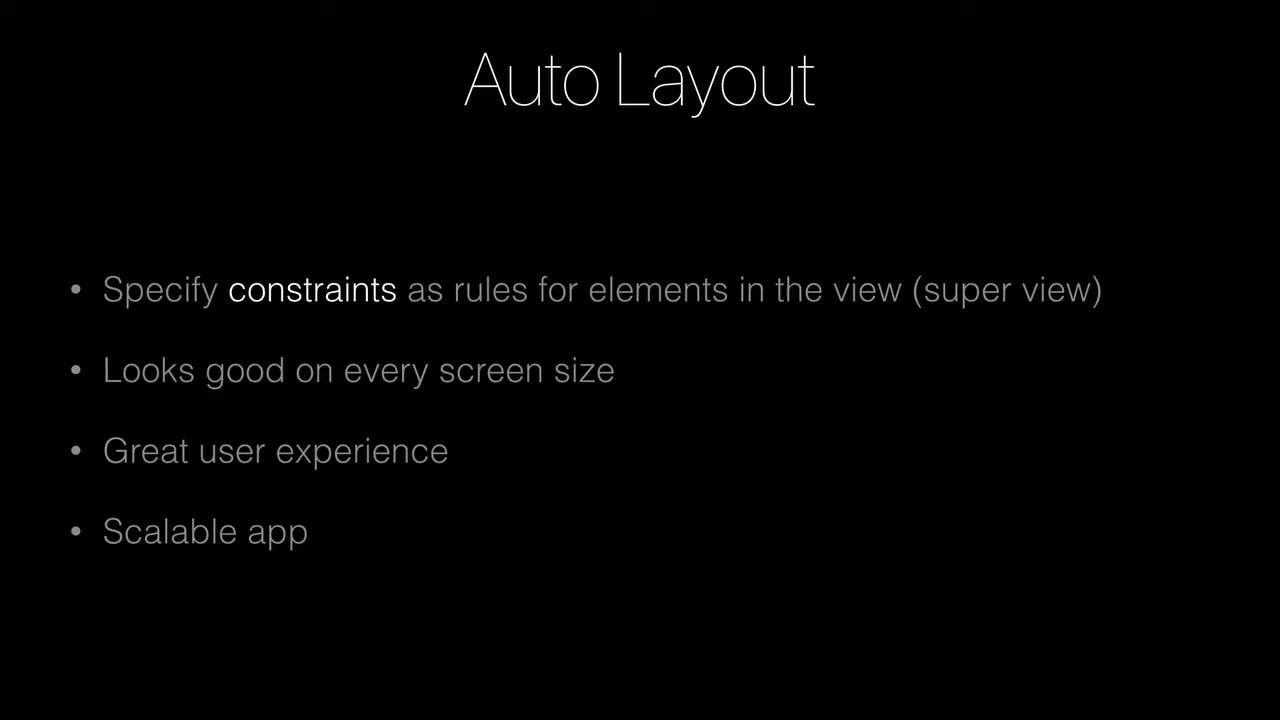 Auto Layout
• Specify constraints as rules for elements in the view (super view)
• Looks good on every screen size
• Great user experience
• Scalable app